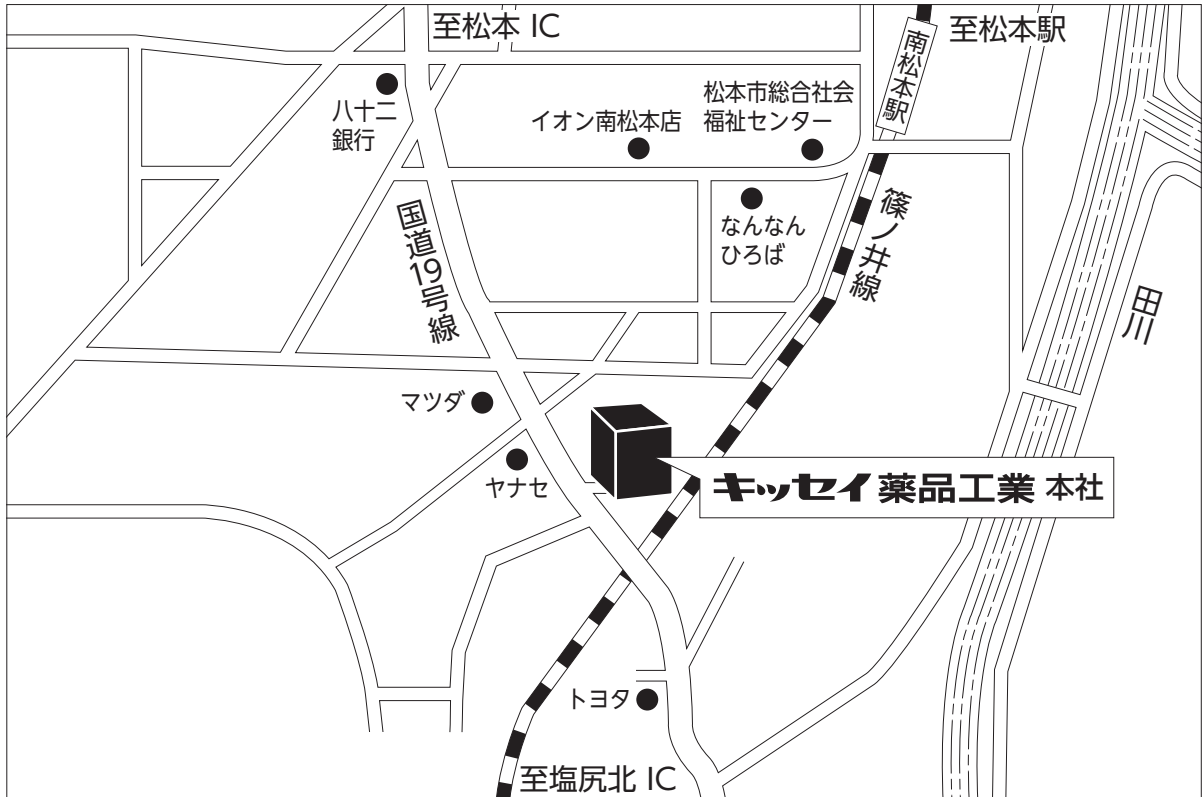 至松本 IC
至松本駅
南松本駅
八十二
銀行
イオン南松本店
松本市総合社会
福祉センター
なんなん
ひろば
篠ノ井線
国道19号線
田川
マツダ
ヤナセ
キッセイ薬品工業 本社
トヨタ
至塩尻北 IC